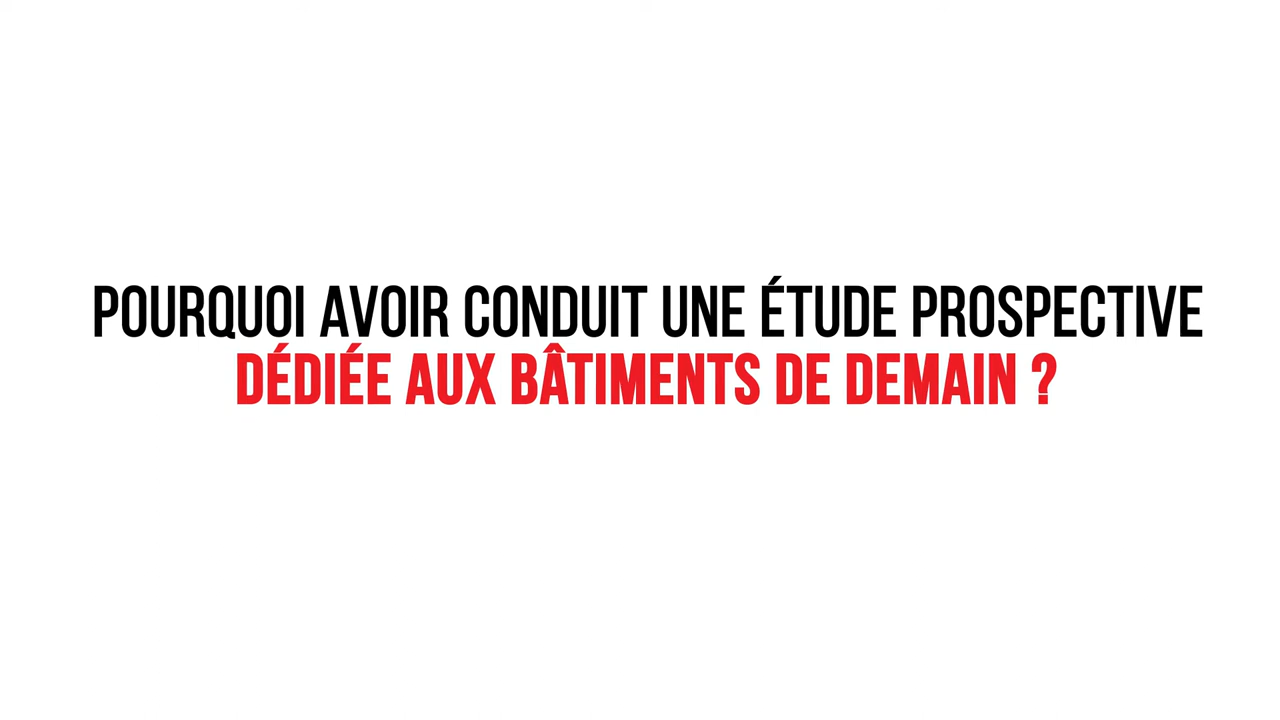 POURQUOI AVOIR CONDUIT UNE ÉTUDE PROSPECTIVE
DÉDIÉE AUX BÂTIMENTS DE DEMAIN ?